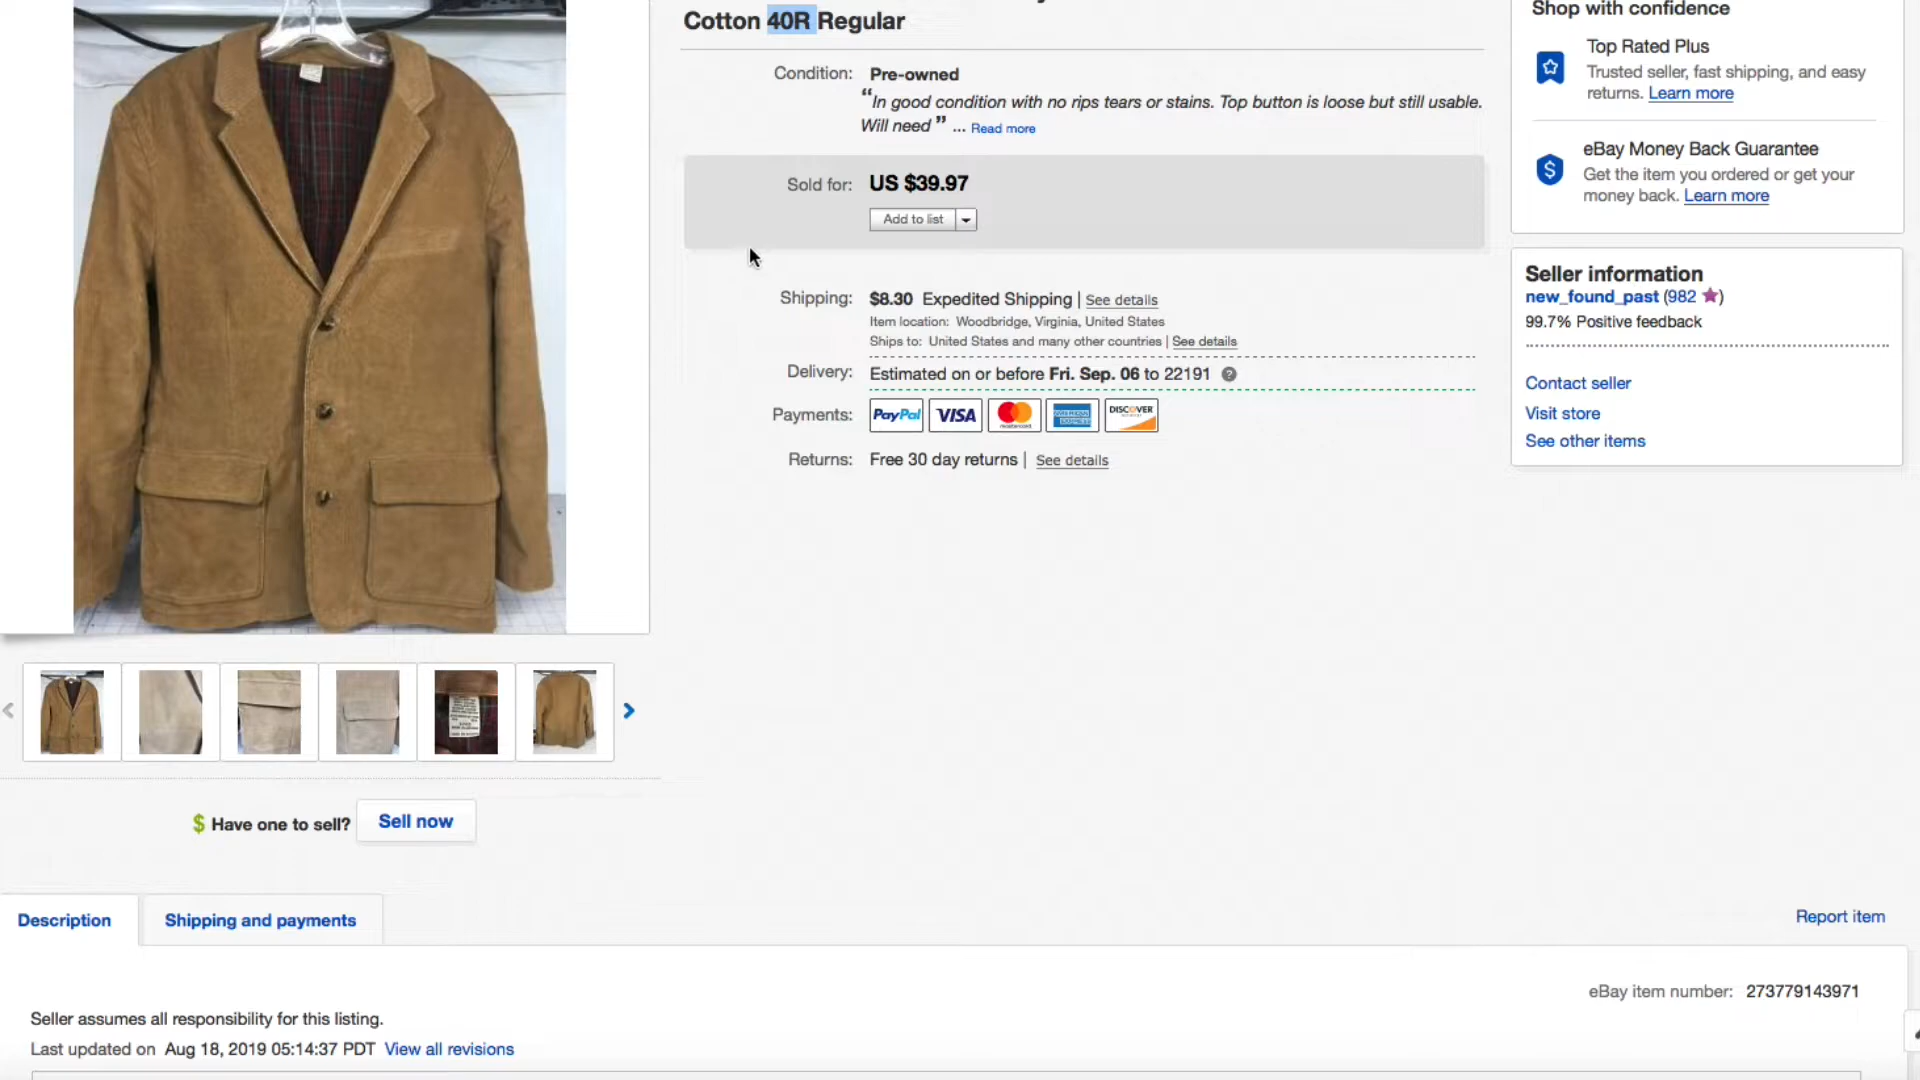 Cotton 40R Regular
Condition: Pre-owned
“In good condition with no rips tears or stains. Top button is loose but still usable.
Will need” ... Read more
Sold for: US $39.97
Add to list
Shipping: $8.30 Expedited Shipping | See details
Item location: Woodbridge, Virginia, United States
Ships to: United States and many other countries | See details
Delivery: Estimated on or before Fri. Sep. 06 to 22191 ?
Payments: PayPal VISA mastercard AMERICAN EXPRESS DISCOVER
Returns: Free 30 day returns | See details
Shop with confidence
Top Rated Plus
Trusted seller, fast shipping, and easy
returns. Learn more
eBay Money Back Guarantee
Get the item you ordered or get your
money back. Learn more
Seller information
new_found_past (982 ★)
99.7% Positive feedback
Contact seller
Visit store
See other items
$ Have one to sell? Sell now
Description
Shipping and payments
Report item
eBay item number: 273779143971
Seller assumes all responsibility for this listing.
Last updated on Aug 18, 2019 05:14:37 PDT View all revisions